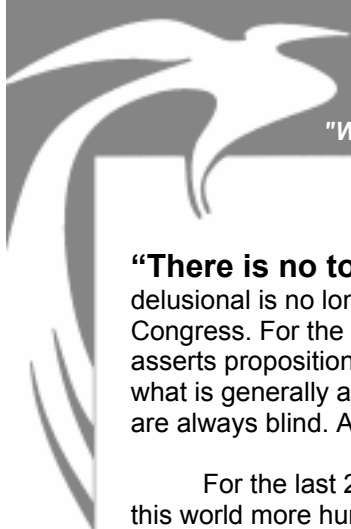 "W
“There is no to
delusional is no lon
Congress. For the
asserts proposition
what is generally a
are always blind. A
For the last 2
this world more hu